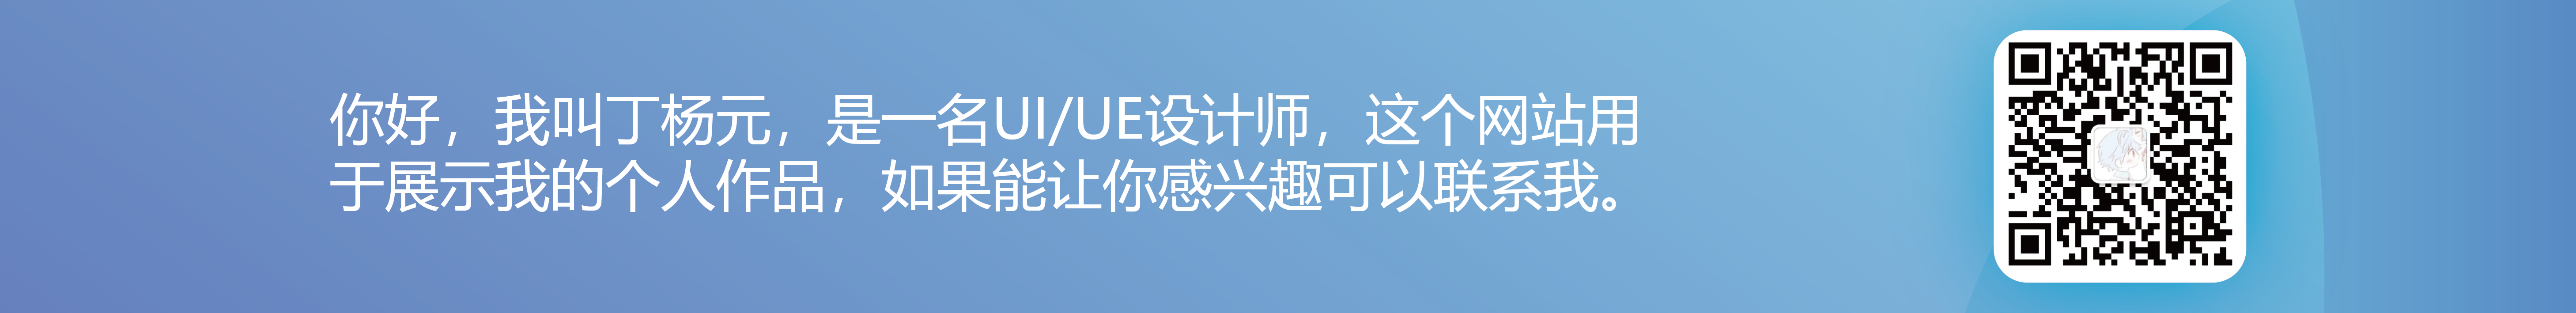 你好，我叫丁杨元，是一名UI/UE设计师，这个网站用
于展示我的个人作品，如果能让你感兴趣可以联系我。